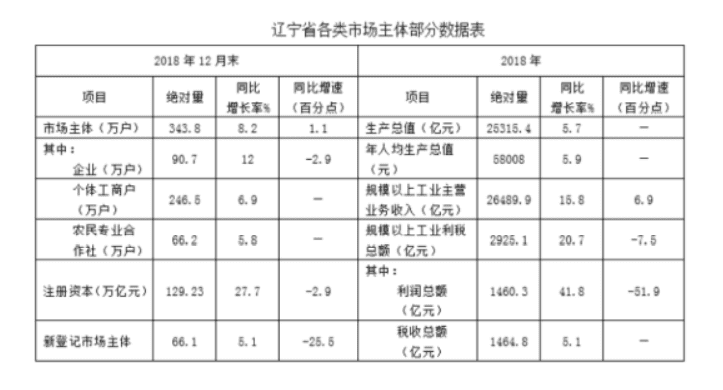 辽宁省各类市场主体部分数据表
2018 年 12 月末 2018 年
项目 绝对量 同比增长率% 同比增速（百分点） 项目 绝对量 同比增长率% 同比增速（百分点）
市场主体（万户） 343.8 8.2 1.1 生产总值（亿元） 25315.4 5.7 —
其中：企业（万户） 90.7 12 -2.9 年人均生产总值（元） 58008 5.9 —
个体工商户（万户） 246.5 6.9 — 规模以上工业主营业务收入（亿元） 26489.9 15.8 6.9
农民专业合作社（万户） 66.2 5.8 — 规模以上工业利税总额（亿元） 2925.1 20.7 -7.5
注册资本（万亿元） 129.23 27.7 -2.9 其中：利润总额（亿元） 1460.3 41.8 -51.9
新登记市场主体 66.1 5.1 -25.5 税收总额（亿元） 1464.8 5.1 —